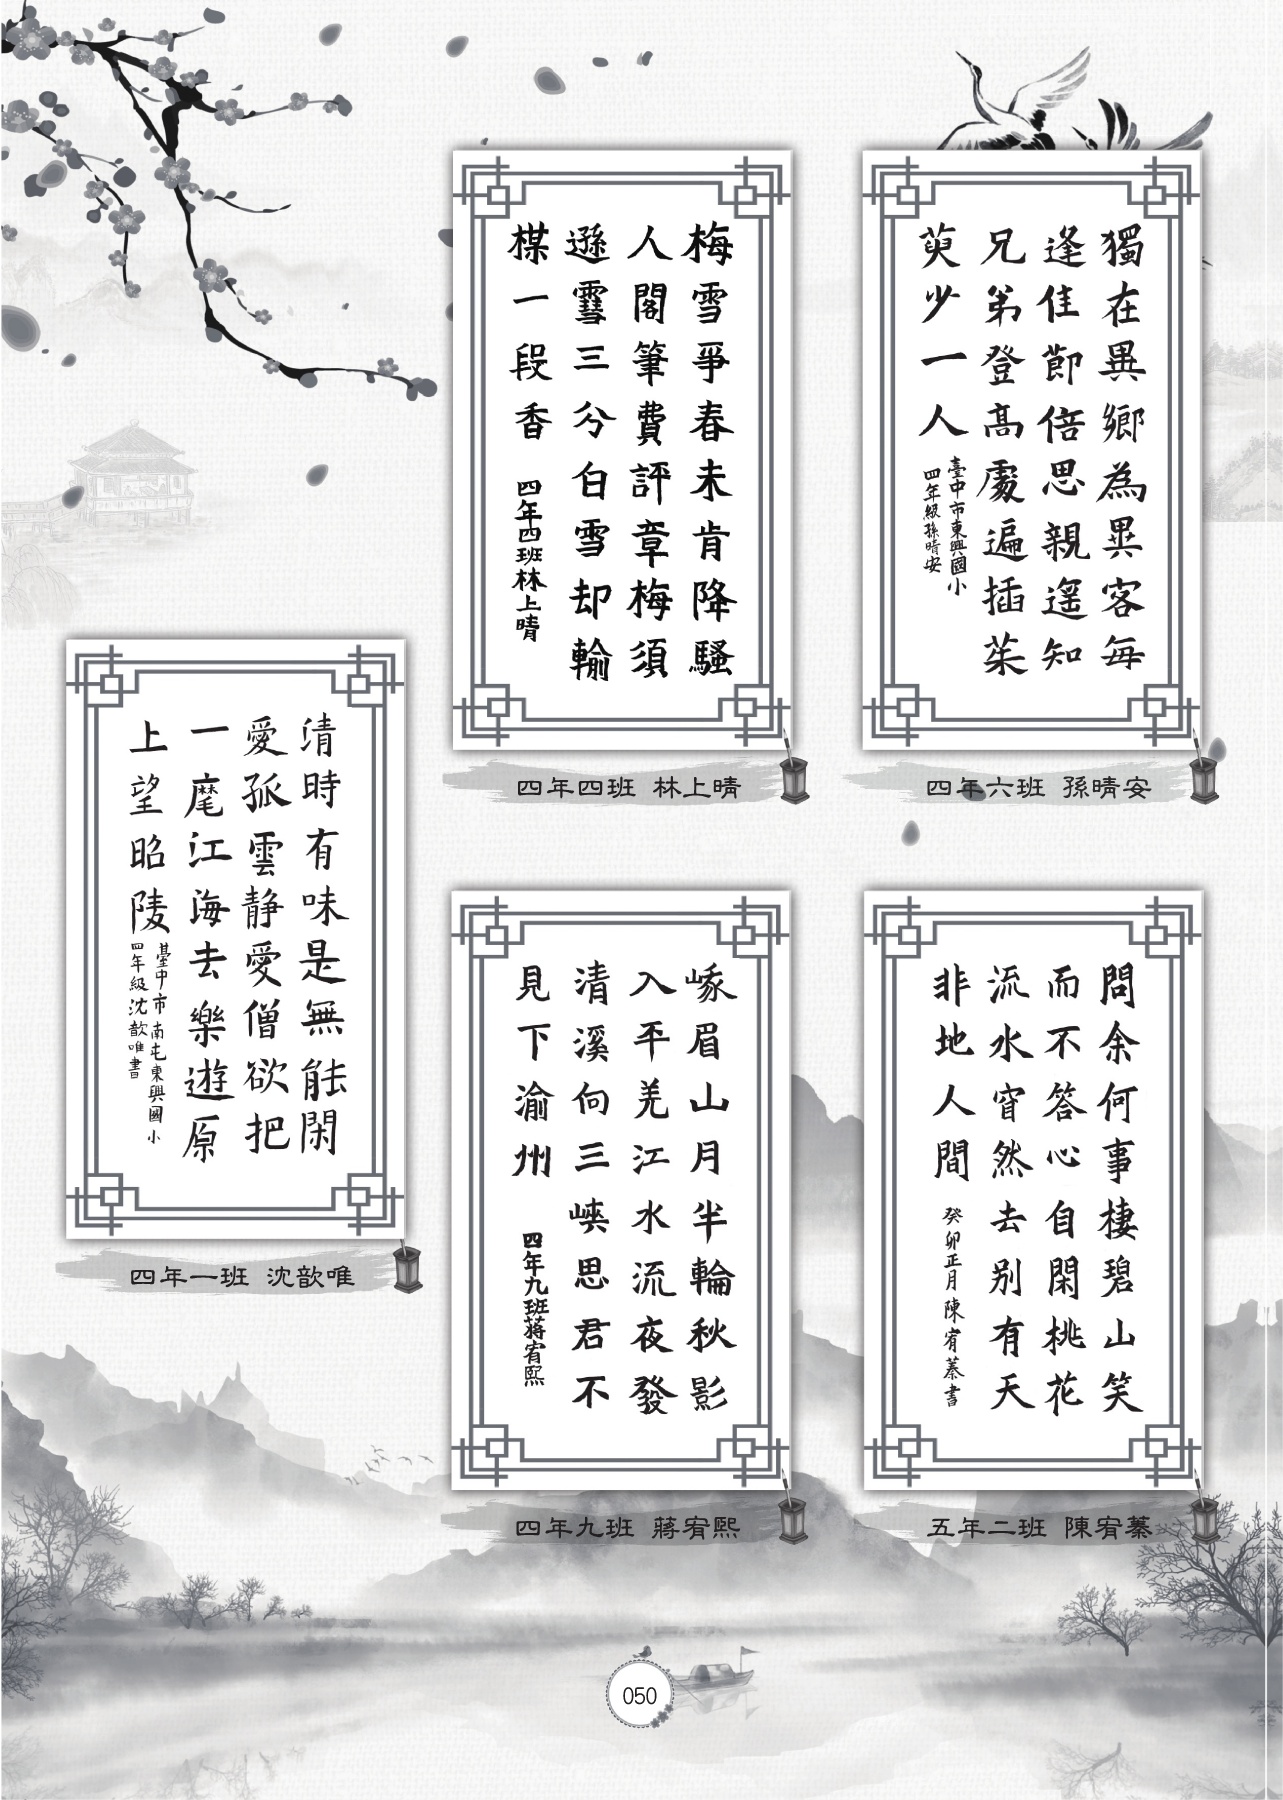 獨在異鄉為異客每
逢佳節倍思親遥知
兄弟登高處遍插茱
萸少一人
臺中市東興國小
四年級孫晴安
四年六班 孫晴安
梅雪爭春未肯降騷
人閣筆費評章梅須
遜雪三分白雪却輸
梅一段香
四年四班林上晴
四年四班 林上晴
清時有味是無能閑
愛孤雲静愛僧欲把
一麾江海去樂遊原
上望昭陵
臺中市南屯東興國小
四年級沈歆唯書
四年一班 沈歆唯
問余何事棲碧山笑
而不答心自閑桃花
流水窅然去别有天
非地人間
癸卯正月陳宥蓁書
五年二班 陳宥蓁
峨眉山月半輪秋影
入平羌江水流夜發
清溪向三峽思君不
見下渝州
四年九班蔣宥熙
四年九班 蔣宥熙
050